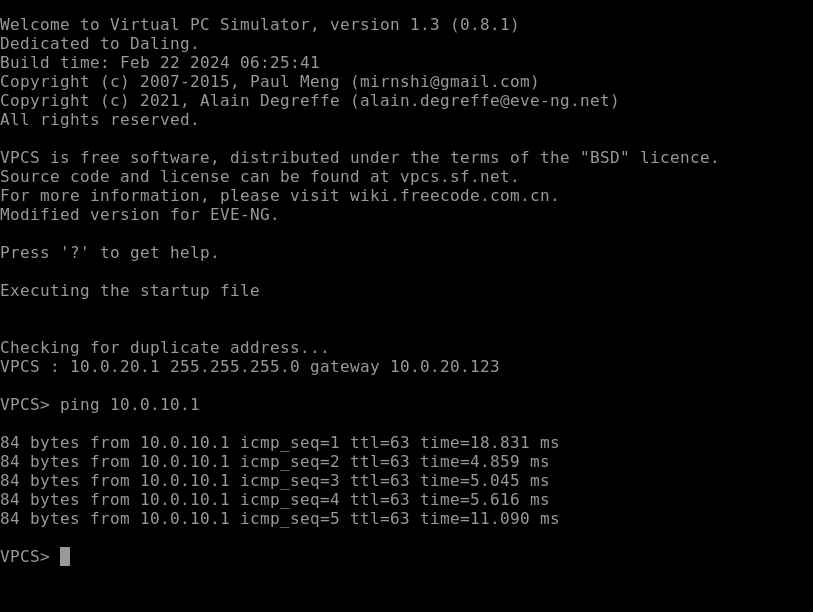 Welcome to Virtual PC Simulator, version 1.3 (0.8.1)
Dedicated to Daling.
Build time: Feb 22 2024 06:25:41
Copyright (c) 2007-2015, Paul Meng (mirnshi@gmail.com)
Copyright (c) 2021, Alain Degreffe (alain.degreffe@eve-ng.net)
All rights reserved.
VPCS is free software, distributed under the terms of the "BSD" licence.
Source code and license can be found at vpcs.sf.net.
For more information, please visit wiki.freecode.com.cn.
Modified version for EVE-NG.
Press '?' to get help.
Executing the startup file
Checking for duplicate address...
VPCS : 10.0.20.1 255.255.255.0 gateway 10.0.20.123
VPCS> ping 10.0.10.1
84 bytes from 10.0.10.1 icmp_seq=1 ttl=63 time=18.831 ms
84 bytes from 10.0.10.1 icmp_seq=2 ttl=63 time=4.859 ms
84 bytes from 10.0.10.1 icmp_seq=3 ttl=63 time=5.045 ms
84 bytes from 10.0.10.1 icmp_seq=4 ttl=63 time=5.616 ms
84 bytes from 10.0.10.1 icmp_seq=5 ttl=63 time=11.090 ms
VPCS>